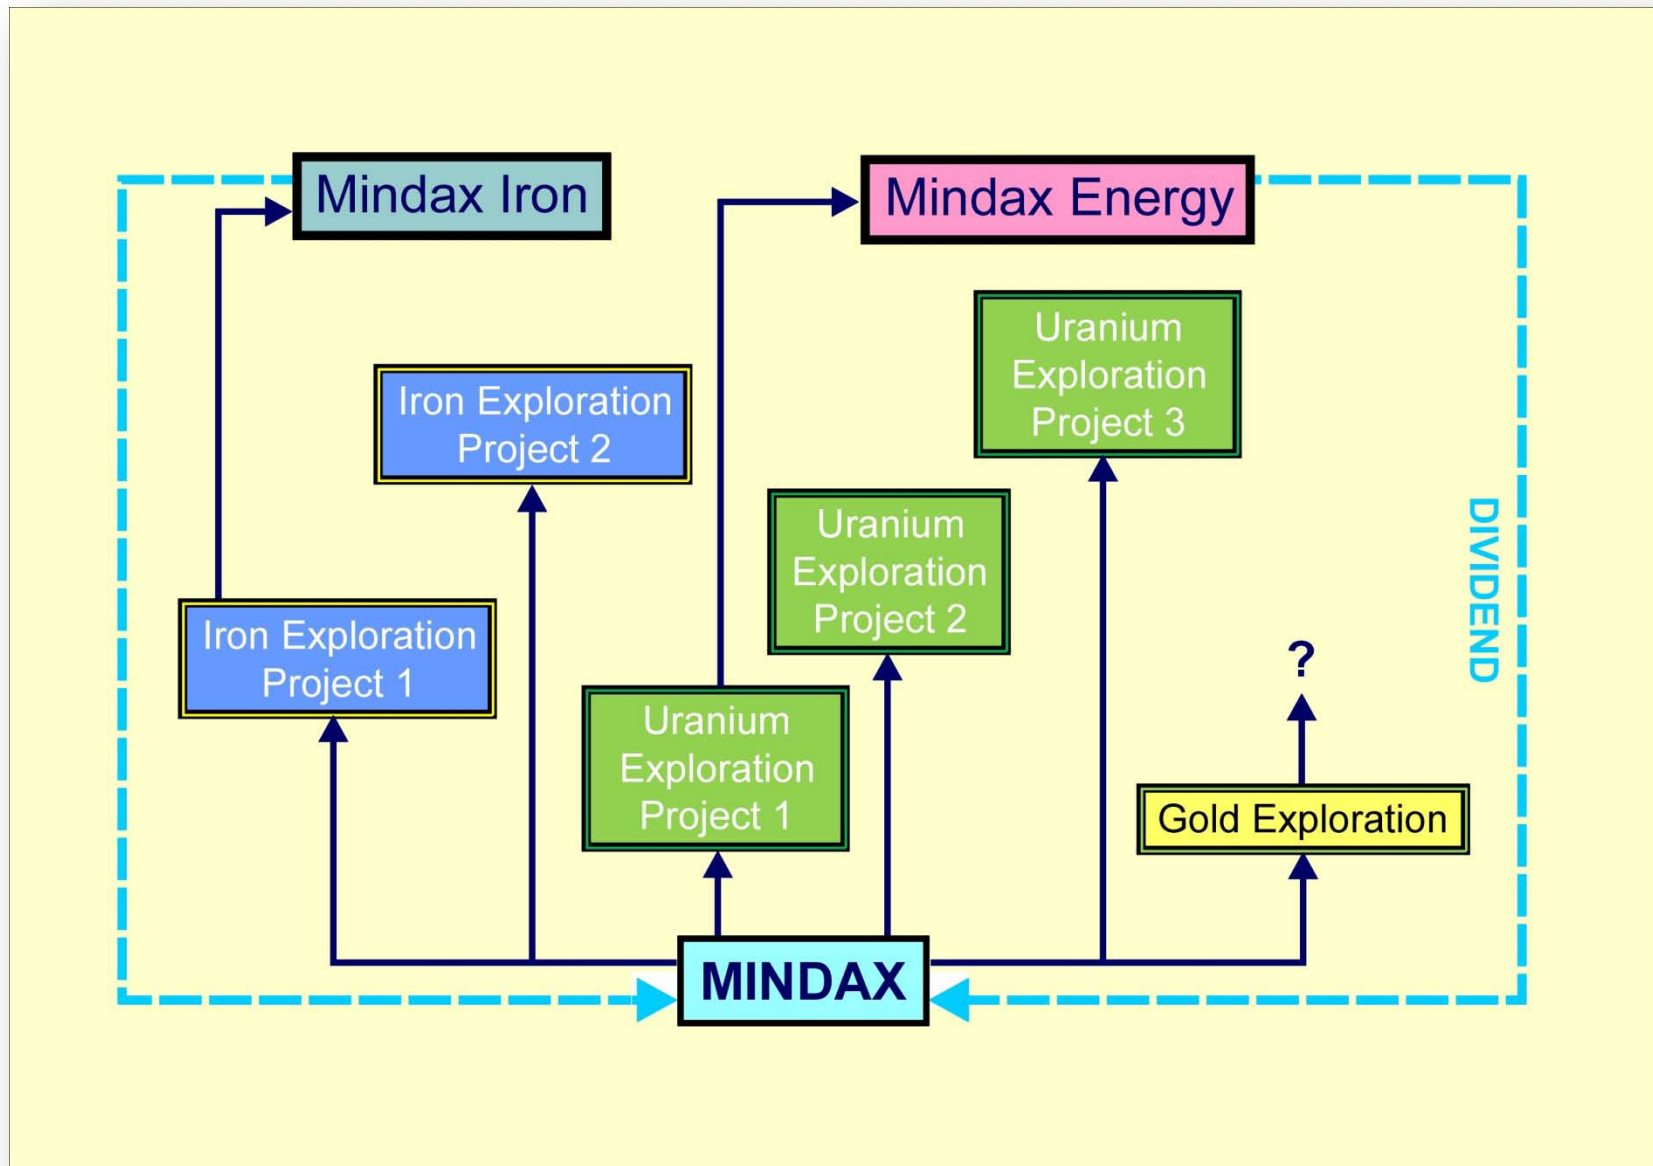 Mindax Iron
Mindax Energy
Uranium
Exploration
Project 3
Iron Exploration
Project 2
Uranium
Exploration
Project 2
DIVIDEND
Iron Exploration
Project 1
?
Uranium
Exploration
Project 1
Gold Exploration
MINDAX